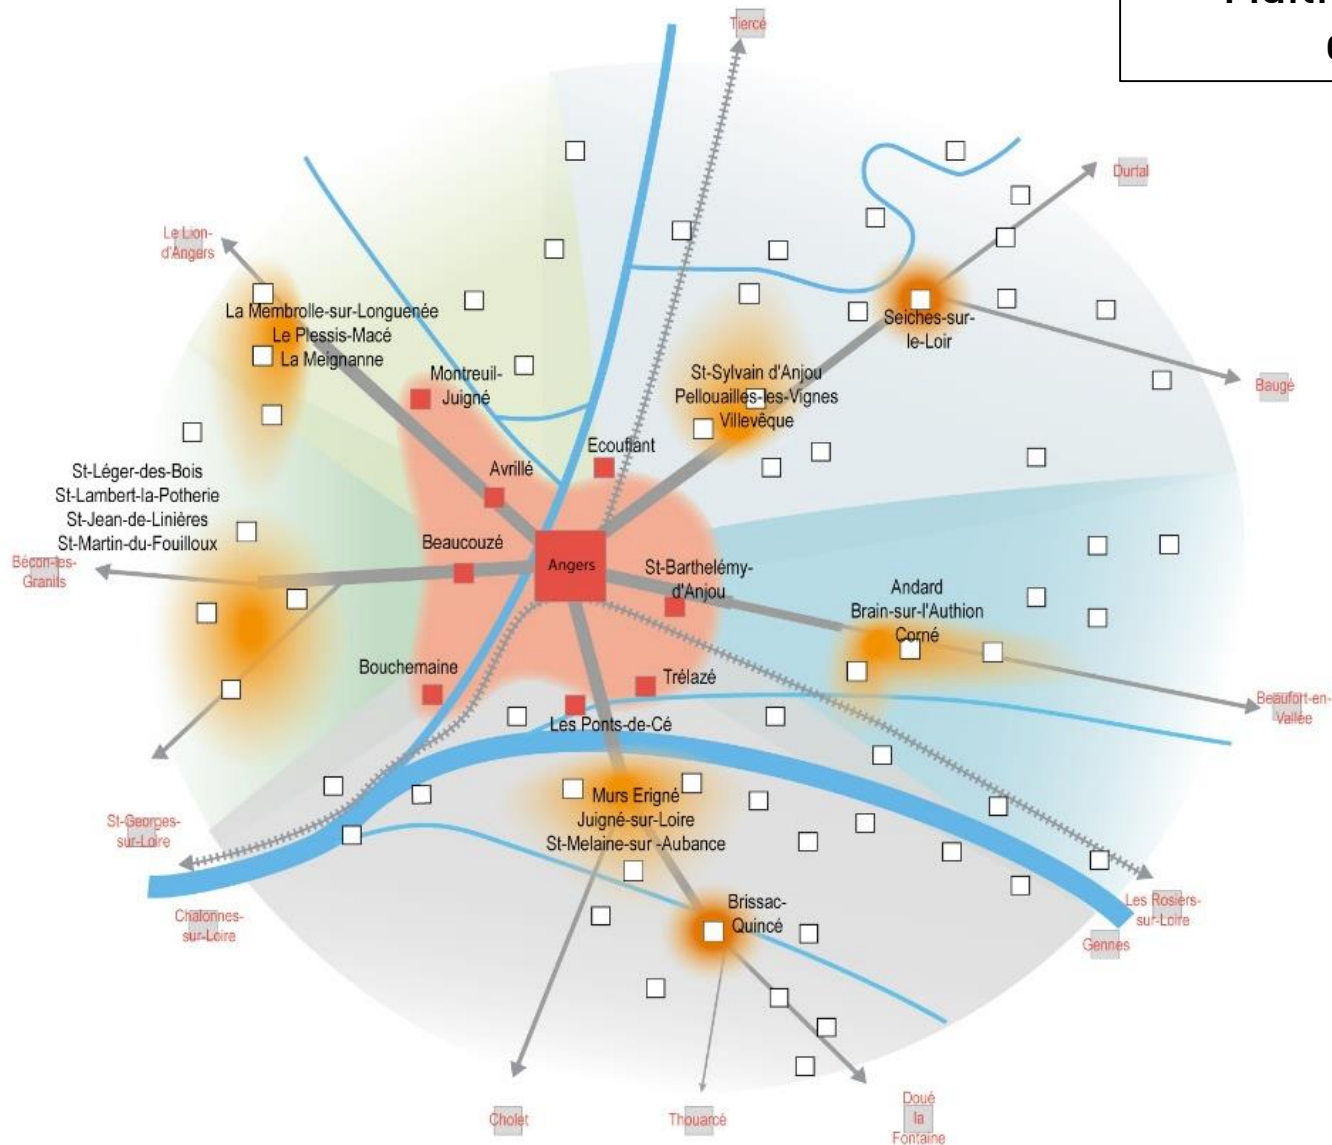 Tiercé
Durtal
Le Lion-
d'Angers
La Membrolle-sur-Longuenée
Le Plessis-Macé
La Meignanne
Seiches-sur-
le-Loir
Montreuil-
Juigné
St-Sylvain d'Anjou
Pellouailles-les-Vignes
Villevêque
Baugé
Ecouflant
Avrillé
St-Léger-des-Bois
St-Lambert-la-Potherie
St-Jean-de-Linières
St-Martin-du-Fouilloux
Beaucouzé
Bécon-les-
Granits
Angers
St-Barthelémy-
d'Anjou
Andard
Brain-sur-l'Authion
Corné
Bouchemaine
Trélazé
Les Ponts-de-Cé
Beaufort-en-
Vallée
Murs Erigné
Juigné-sur-Loire
St-Melaine-sur -Aubance
St-Georges-
sur-Loire
Brissac-
Quincé
Les Rosiers-
sur-Loire
Chalonnes-
sur-Loire
Gennes
Cholet
Thouarcé
Doué
la
Fontaine